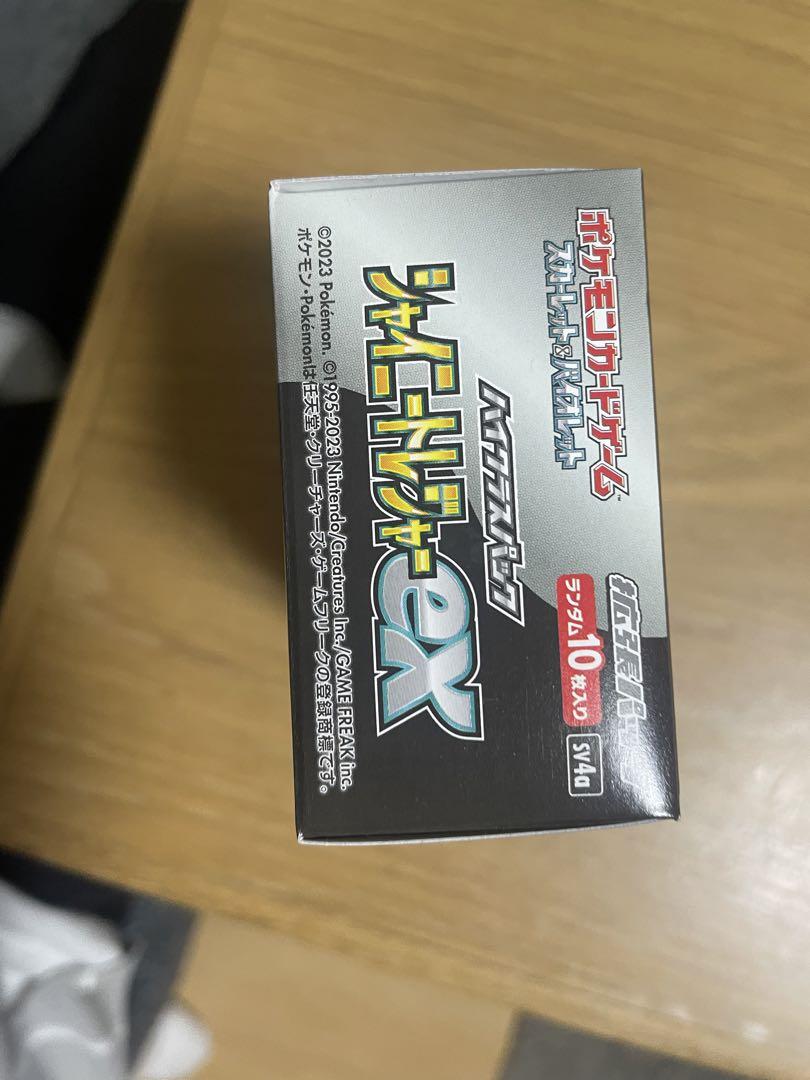 ポケモンカードゲーム™
スカーレット&バイオレット
拡張パック
ランダム10枚入り
SV4a
ハイクラスパック
シャイニートレジャーex
©2023 Pokémon. ©1995-2023 Nintendo/Creatures Inc./GAME FREAK inc.
ポケモン・Pokémonは任天堂・クリーチャーズ・ゲームフリークの登録商標です。